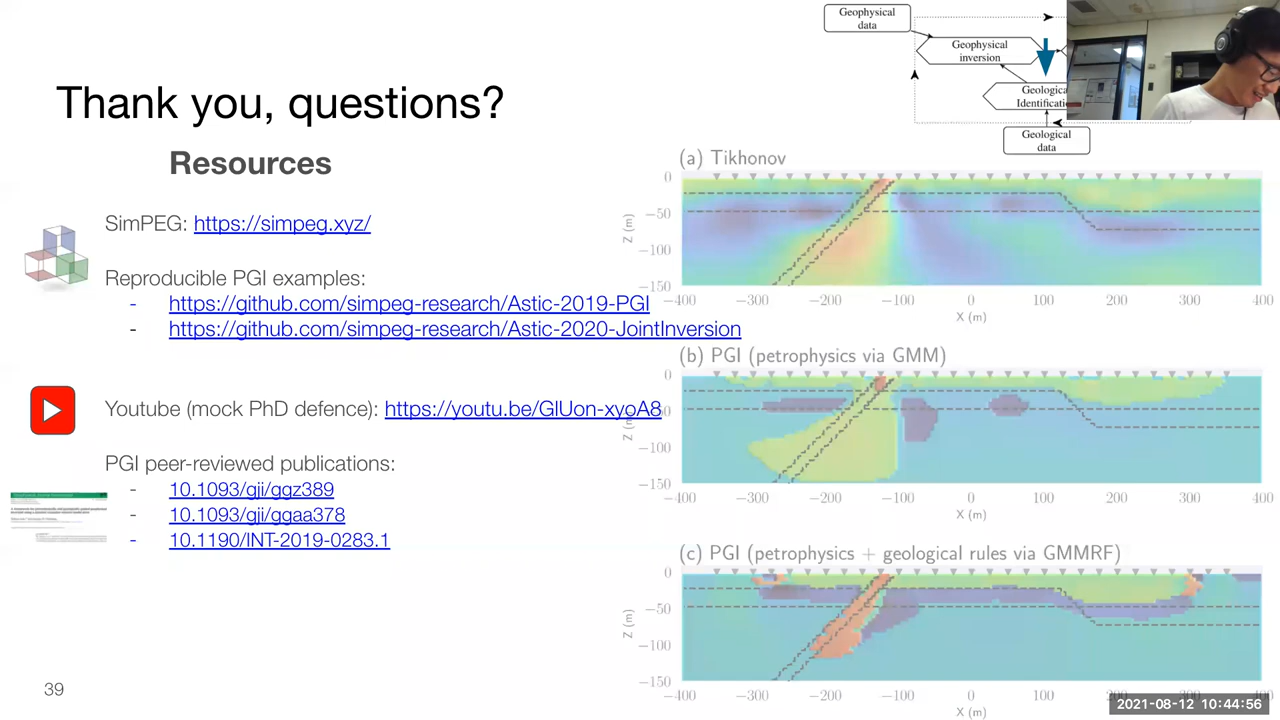 Thank you, questions?
Resources
SimPEG: https://simpeg.xyz/
Reproducible PGI examples:
- https://github.com/simpeg-research/Astic-2019-PGI
- https://github.com/simpeg-research/Astic-2020-JointInversion
Youtube (mock PhD defence): https://youtu.be/GlUon-xyoA8
PGI peer-reviewed publications:
- 10.1093/gji/ggz389
- 10.1093/gji/ggaa378
- 10.1190/INT-2019-0283.1
39
Geophysical
data
Geophysical
inversion
Geological
data
(a) Tikhonov
0
−50
−100
−150
Z (m)
−400 −300 −200 −100 0 100 200 300 400
X (m)
(b) PGI (petrophysics via GMM)
0
−100
−150
−400 −300 −200 −100 0 100 200 300 400
X (m)
(c) PGI (petrophysics + geological rules via GMMRF)
0
−50
−100
−150
Z (m)
−400 −300 −200 −100 0 100
X (m)
2021-08-12 10:44:56